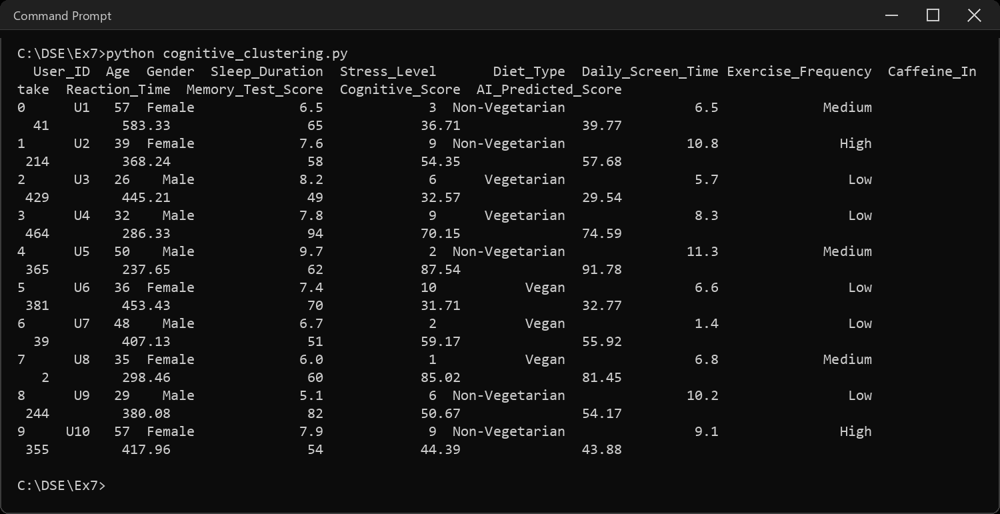 Command Prompt
C:\DSE\Ex7>python cognitive_clustering.py
  User_ID  Age  Gender  Sleep_Duration  Stress_Level       Diet_Type  Daily_Screen_Time Exercise_Frequency  Caffeine_In
take  Reaction_Time  Memory_Test_Score  Cognitive_Score  AI_Predicted_Score
0      U1   57  Female             6.5             3  Non-Vegetarian                6.5             Medium
  41         583.33                 65            36.71               39.77
1      U2   39  Female             7.6             9  Non-Vegetarian               10.8               High
 214         368.24                 58            54.35               57.68
2      U3   26    Male             8.2             6      Vegetarian                5.7                Low
 429         445.21                 49            32.57               29.54
3      U4   32    Male             7.8             9      Vegetarian                8.3                Low
 464         286.33                 94            70.15               74.59
4      U5   50    Male             9.7             2  Non-Vegetarian               11.3             Medium
 365         237.65                 62            87.54               91.78
5      U6   36  Female             7.4            10           Vegan                6.6                Low
 381         453.43                 70            31.71               32.77
6      U7   48    Male             6.7             2           Vegan                1.4                Low
  39         407.13                 51            59.17               55.92
7      U8   35  Female             6.0             1           Vegan                6.8             Medium
   2         298.46                 60            85.02               81.45
8      U9   29    Male             5.1             6  Non-Vegetarian               10.2                Low
 244         380.08                 82            50.67               54.17
9     U10   57  Female             7.9             9  Non-Vegetarian                9.1               High
 355         417.96                 54            44.39               43.88
C:\DSE\Ex7>